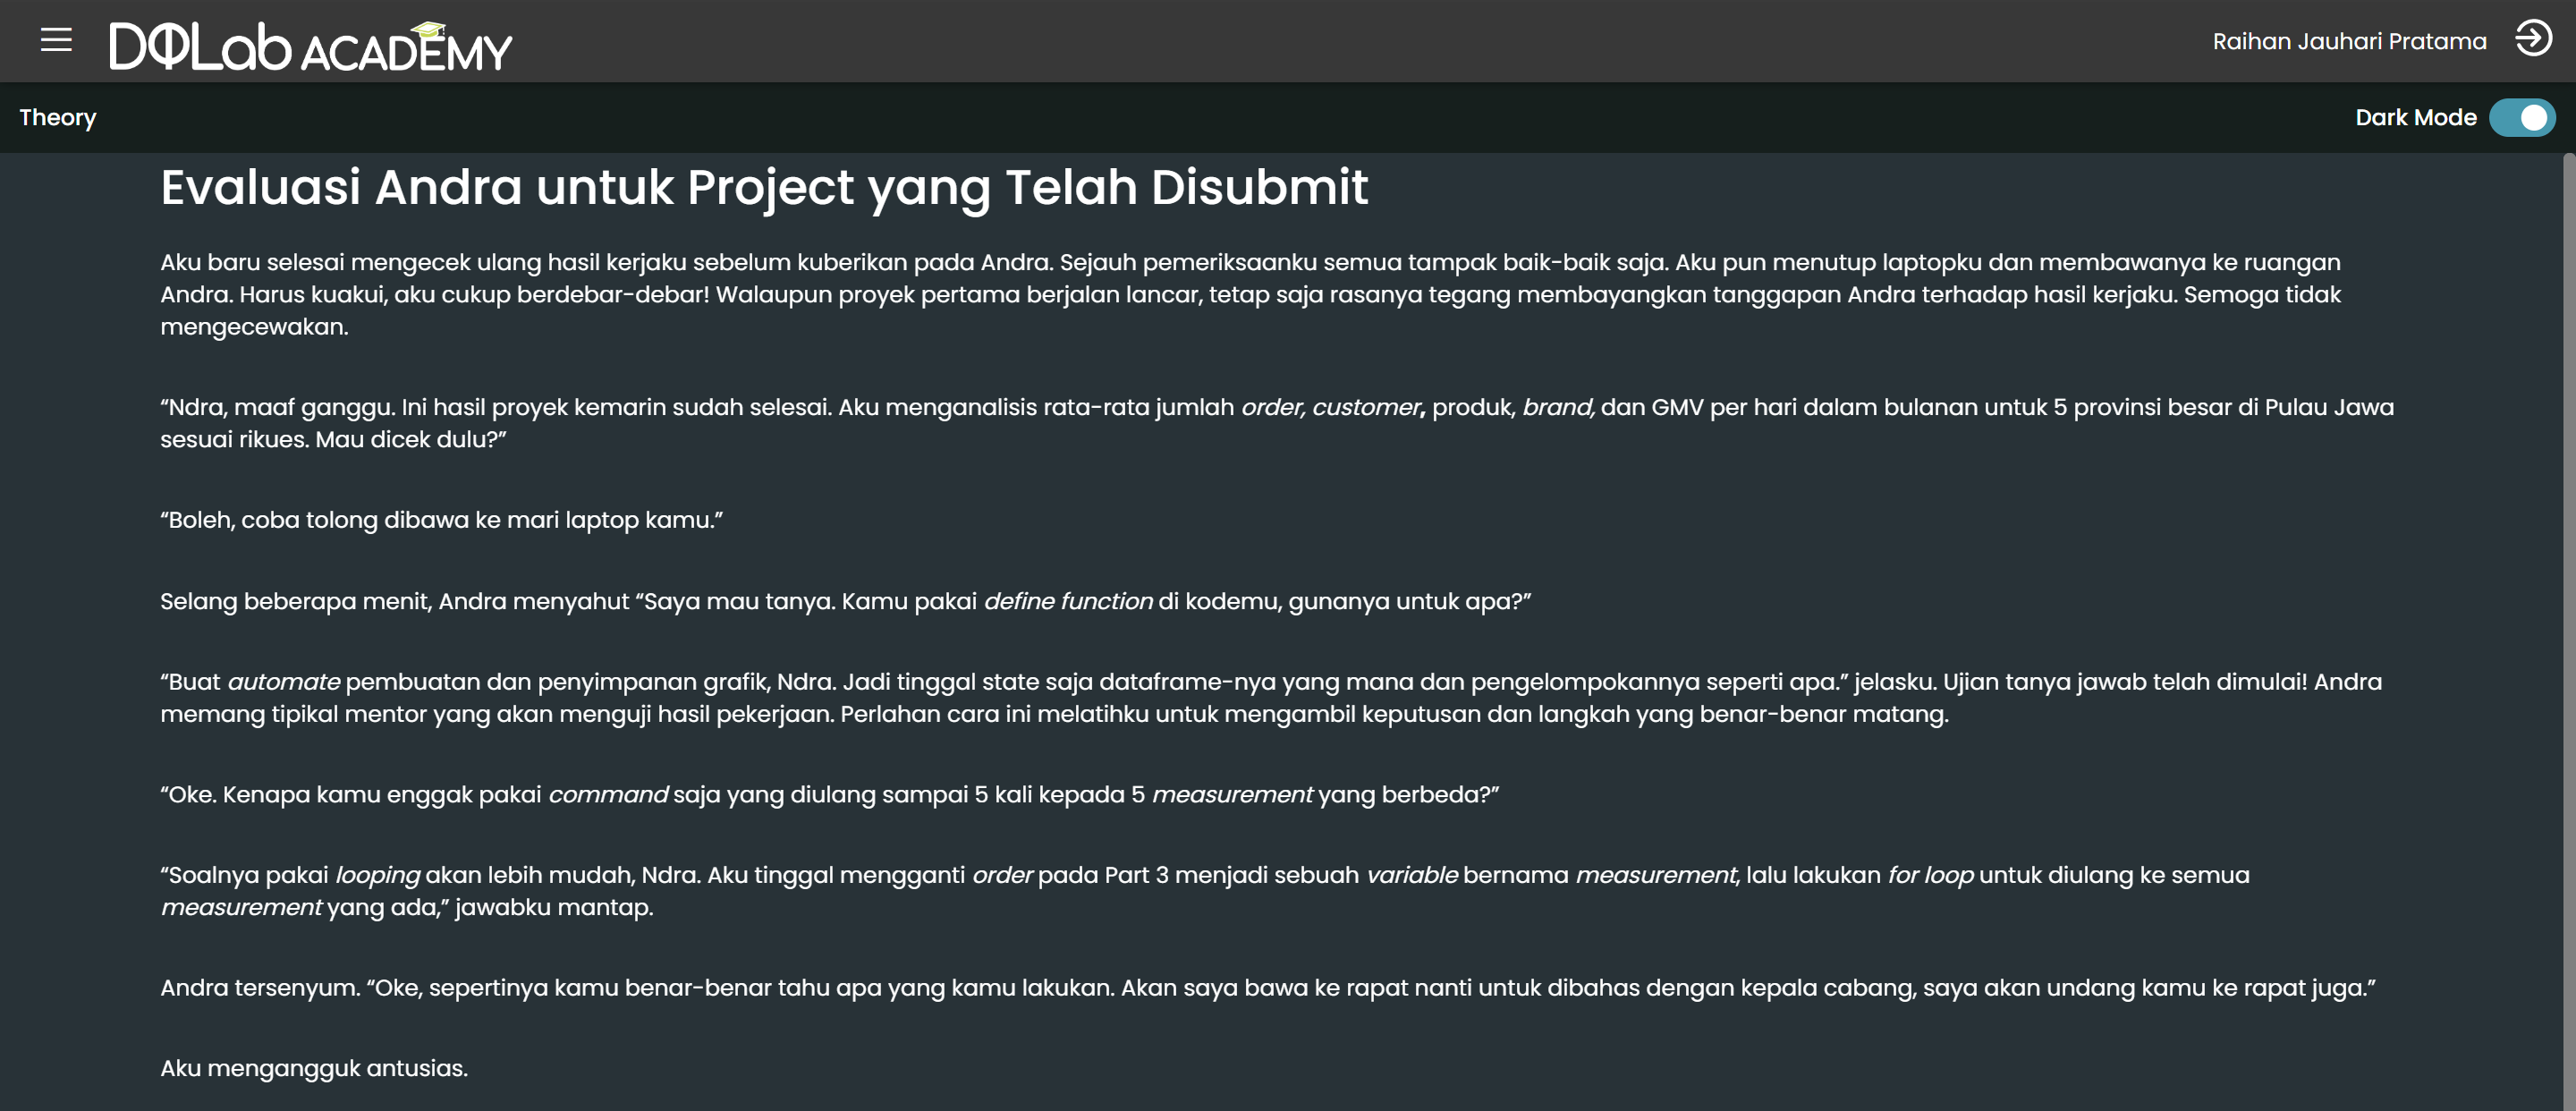 DQLab ACADEMY
Raihan Jauhari Pratama
Theory
Dark Mode
Evaluasi Andra untuk Project yang Telah Disubmit
Aku baru selesai mengecek ulang hasil kerjaku sebelum kuberikan pada Andra. Sejauh pemeriksaanku semua tampak baik-baik saja. Aku pun menutup laptopku dan membawanya ke ruangan
Andra. Harus kuakui, aku cukup berdebar-debar! Walaupun proyek pertama berjalan lancar, tetap saja rasanya tegang membayangkan tanggapan Andra terhadap hasil kerjaku. Semoga tidak
mengecewakan.
“Ndra, maaf ganggu. Ini hasil proyek kemarin sudah selesai. Aku menganalisis rata-rata jumlah order, customer, produk, brand, dan GMV per hari dalam bulanan untuk 5 provinsi besar di Pulau Jawa
sesuai rikues. Mau dicek dulu?”
“Boleh, coba tolong dibawa ke mari laptop kamu.”
Selang beberapa menit, Andra menyahut “Saya mau tanya. Kamu pakai define function di kodemu, gunanya untuk apa?”
“Buat automate pembuatan dan penyimpanan grafik, Ndra. Jadi tinggal state saja dataframe-nya yang mana dan pengelompokannya seperti apa.” jelasku. Ujian tanya jawab telah dimulai! Andra
memang tipikal mentor yang akan menguji hasil pekerjaan. Perlahan cara ini melatihku untuk mengambil keputusan dan langkah yang benar-benar matang.
“Oke. Kenapa kamu enggak pakai command saja yang diulang sampai 5 kali kepada 5 measurement yang berbeda?”
“Soalnya pakai looping akan lebih mudah, Ndra. Aku tinggal mengganti order pada Part 3 menjadi sebuah variable bernama measurement, lalu lakukan for loop untuk diulang ke semua
measurement yang ada,” jawabku mantap.
Andra tersenyum. “Oke, sepertinya kamu benar-benar tahu apa yang kamu lakukan. Akan saya bawa ke rapat nanti untuk dibahas dengan kepala cabang, saya akan undang kamu ke rapat juga.”
Aku mengangguk antusias.